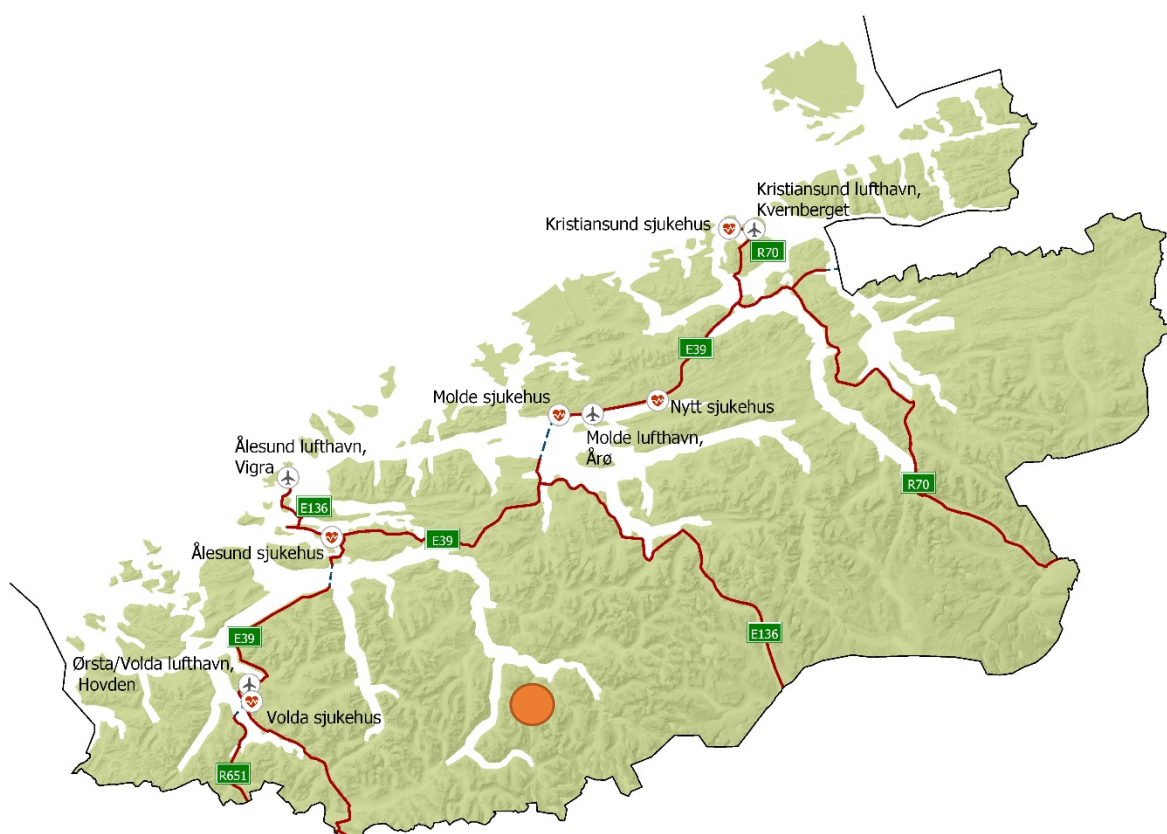 Kristiansund lufthavn,
Kvernberget
Kristiansund sjukehus
R70
E39
Molde sjukehus
Nytt sjukehus
Molde lufthavn,
Årø
Ålesund lufthavn,
Vigra
R70
E136
Ålesund sjukehus
E39
E39
E136
Ørsta/Volda lufthavn,
Hovden
Volda sjukehus
R651